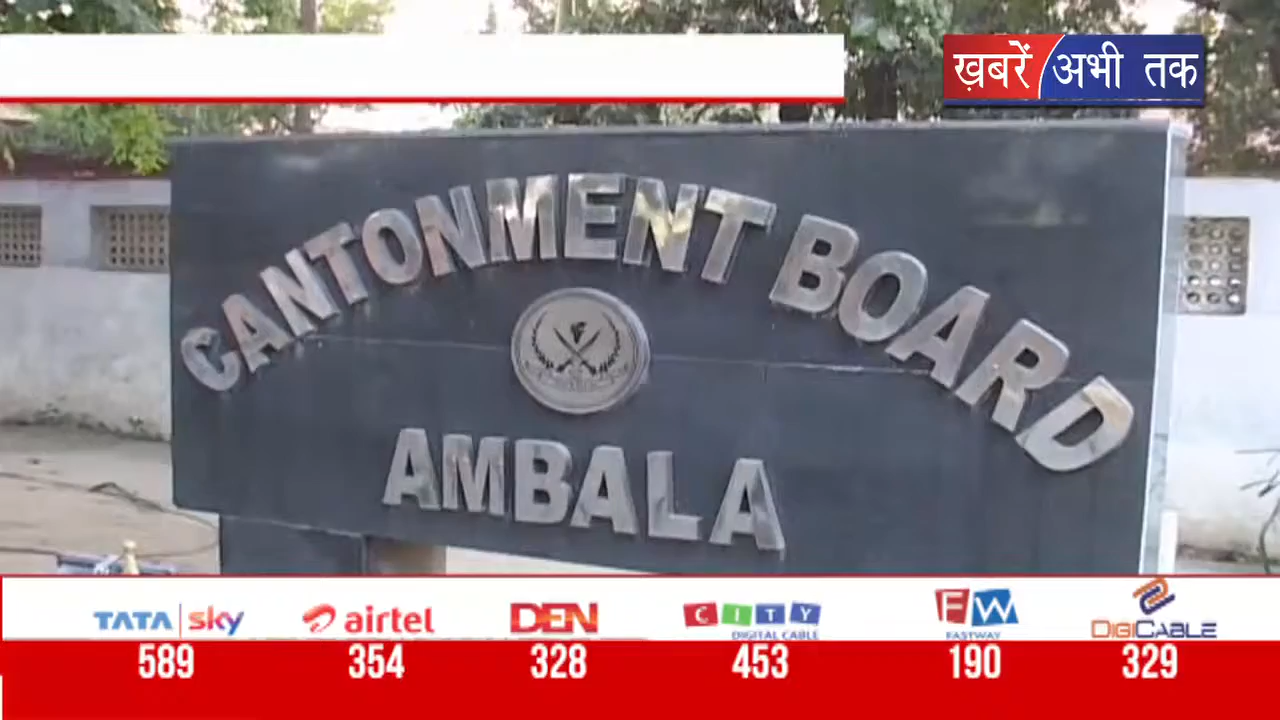 ख़बरें अभी तक
CANTONMENT BOARD
AMBALA
TATA sky airtel DEN CITY DIGITAL CABLE FW FASTWAY DIGICABLE
589 354 328 453 190 329